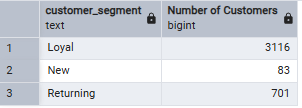 customer_segment Number of Customers
text bigint
1 Loyal 3116
2 New 83
3 Returning 701